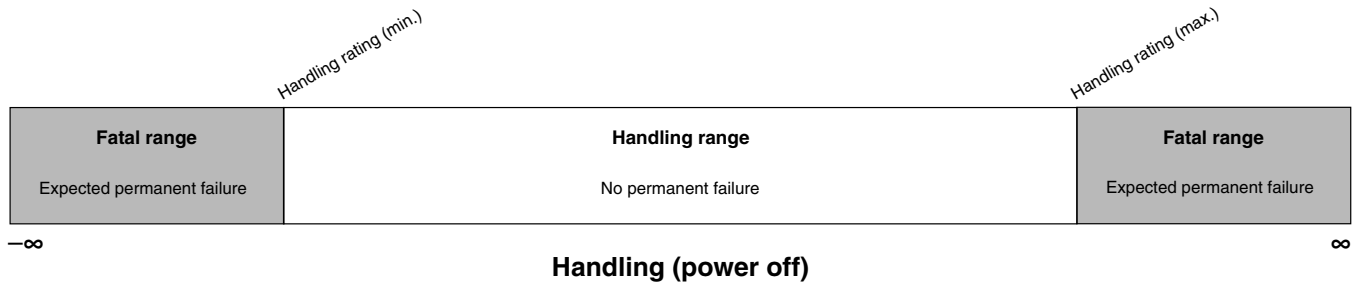 Handling rating (min.)
Handling rating (max.)
Fatal range
Handling range
Fatal range
Expected permanent failure
No permanent failure
Expected permanent failure
–∞
∞
Handling (power off)